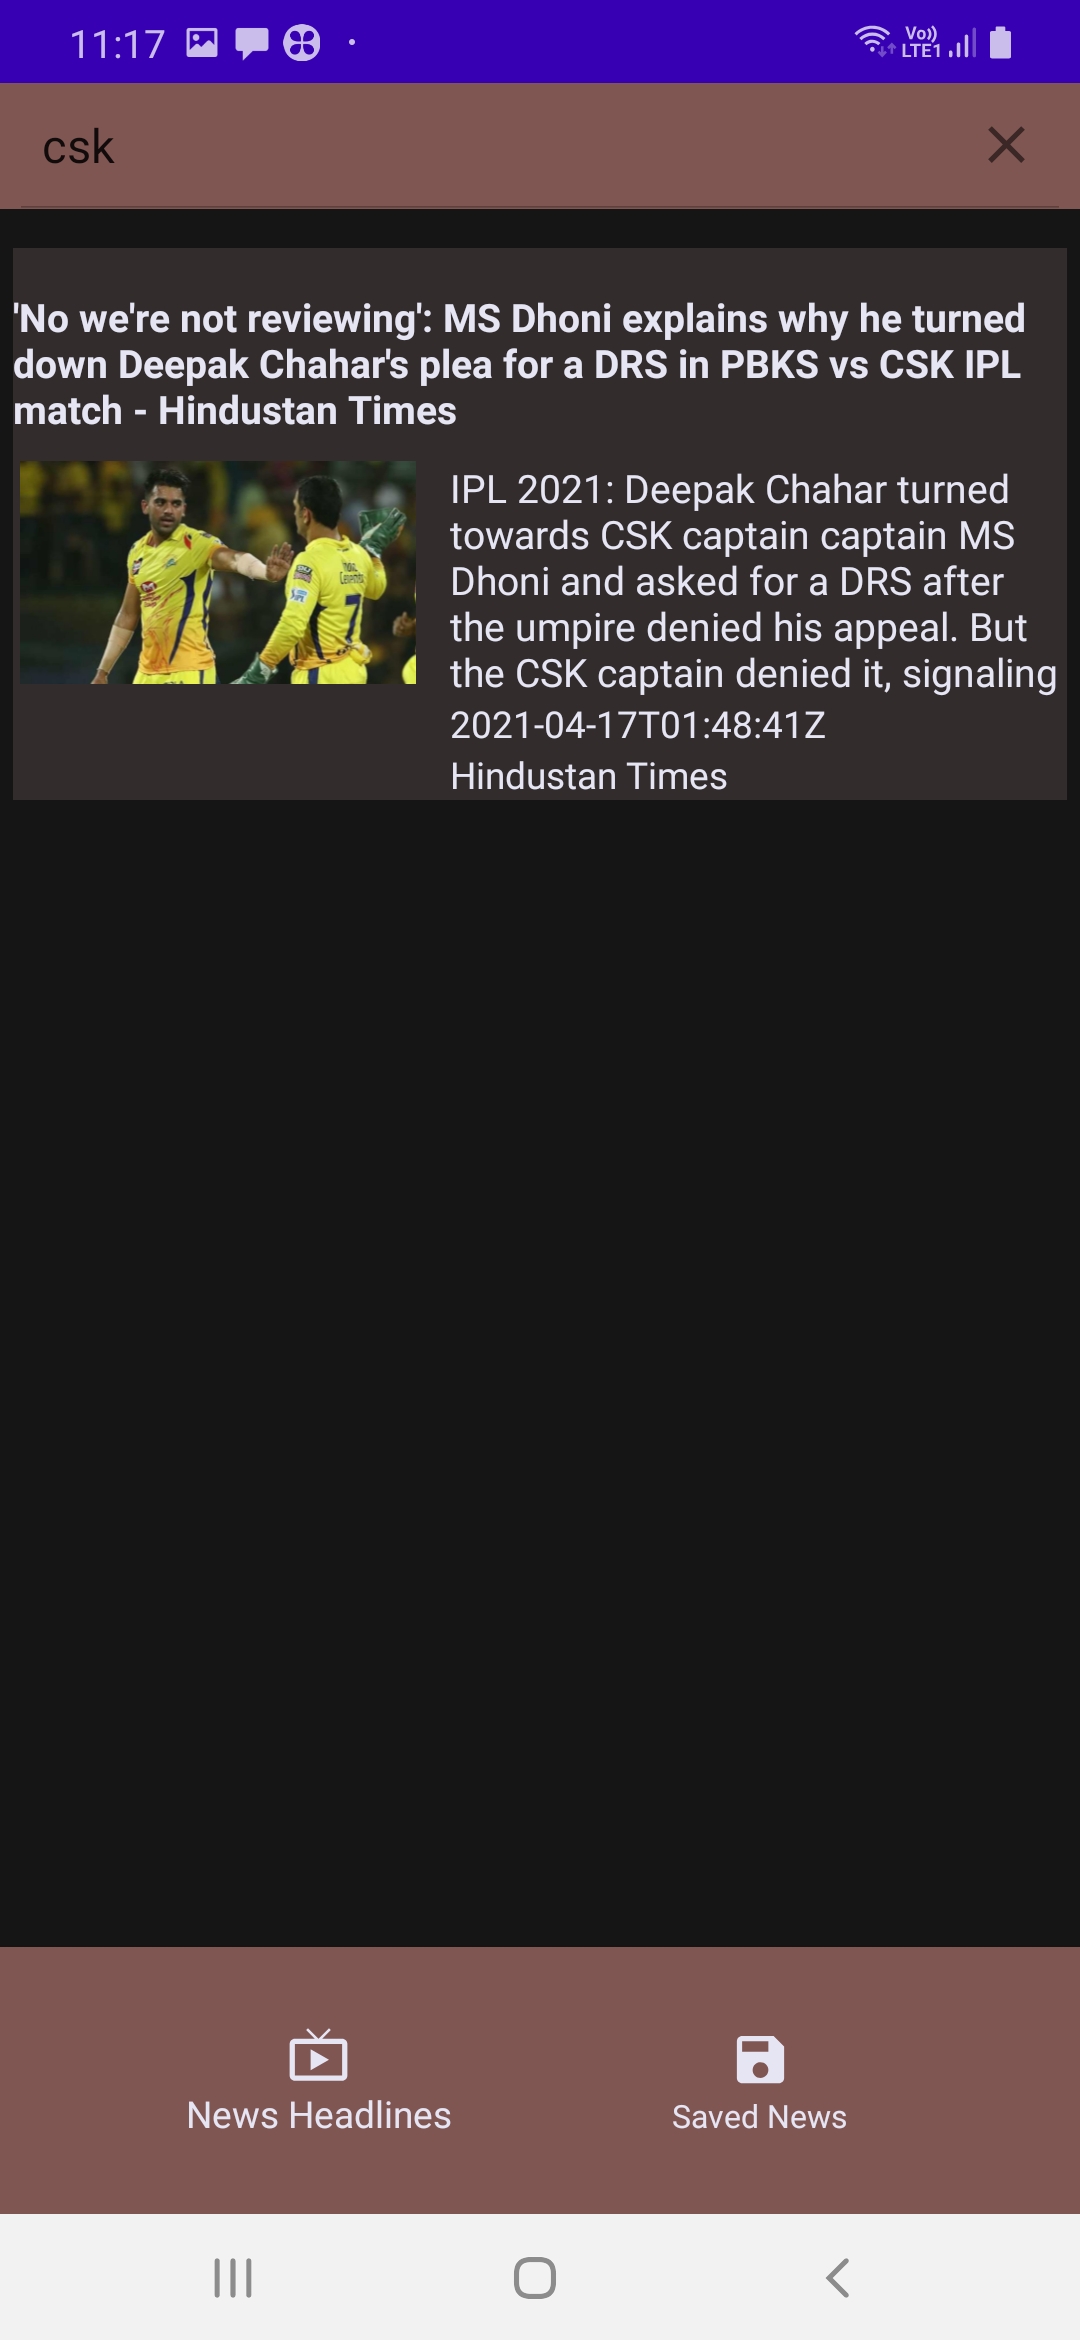 11:17
Vo))
LTE1
csk
'No we're not reviewing': MS Dhoni explains why he turned
down Deepak Chahar's plea for a DRS in PBKS vs CSK IPL
match - Hindustan Times
IPL 2021: Deepak Chahar turned
towards CSK captain captain MS
Dhoni and asked for a DRS after
the umpire denied his appeal. But
the CSK captain denied it, signaling
2021-04-17T01:48:41Z
Hindustan Times
7
News Headlines
Saved News